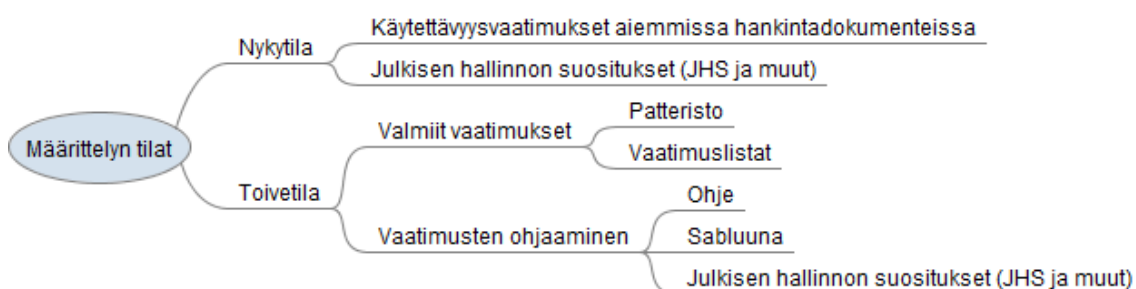 Määrittelyn tilat
Nykytila
Käytettävyysvaatimukset aiemmissa hankintadokumenteissa
Julkisen hallinnon suositukset (JHS ja muut)
Toivetila
Valmiit vaatimukset
Patteristo
Vaatimuslistat
Vaatimusten ohjaaminen
Ohje
Sabluuna
Julkisen hallinnon suositukset (JHS ja muut)